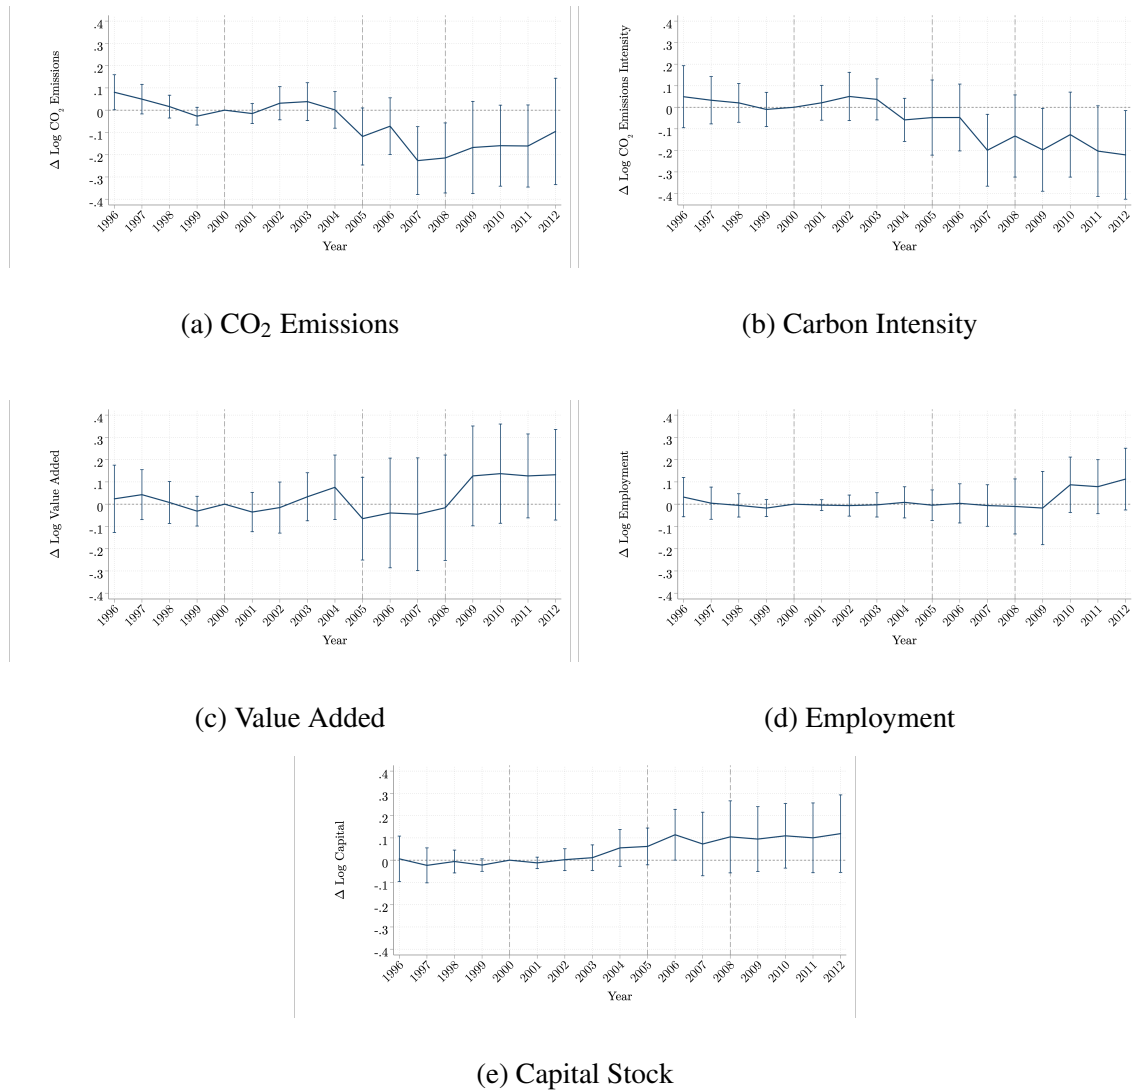 Δ Log CO₂ Emissions
.4
.3
.2
.1
0
-.1
-.2
-.3
-.4
1996 1997 1998 1999 2000 2001 2002 2003 2004 2005 2006 2007 2008 2009 2010 2011 2012
Year
(a) CO₂ Emissions
Δ Log CO₂ Emissions Intensity
.4
.3
.2
.1
0
-.1
-.2
-.3
-.4
1996 1997 1998 1999 2000 2001 2002 2003 2004 2005 2006 2007 2008 2009 2010 2011 2012
Year
(b) Carbon Intensity
Δ Log Value Added
.4
.3
.2
.1
0
-.1
-.2
-.3
-.4
1996 1997 1998 1999 2000 2001 2002 2003 2004 2005 2006 2007 2008 2009 2010 2011 2012
Year
(c) Value Added
Δ Log Employment
.4
.3
.2
.1
0
-.1
-.2
-.3
-.4
1996 1997 1998 1999 2000 2001 2002 2003 2004 2005 2006 2007 2008 2009 2010 2011 2012
Year
(d) Employment
Δ Log Capital
.4
.3
.2
.1
0
-.1
-.2
-.3
-.4
1996 1997 1998 1999 2000 2001 2002 2003 2004 2005 2006 2007 2008 2009 2010 2011 2012
Year
(e) Capital Stock